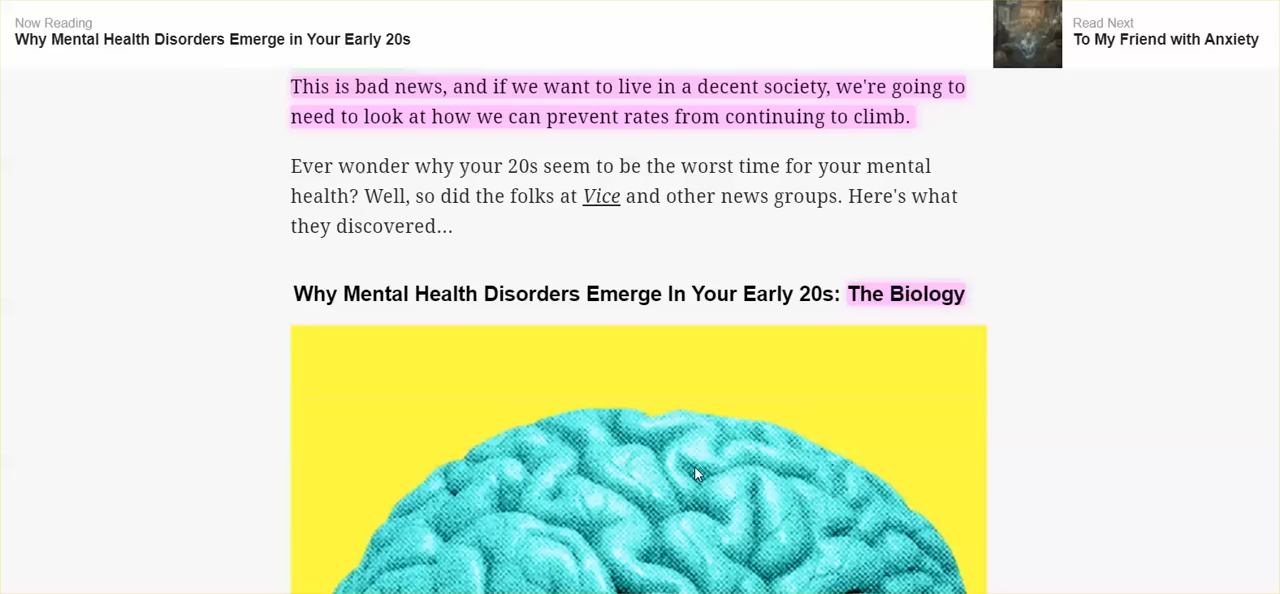 Now Reading
Why Mental Health Disorders Emerge in Your Early 20s
Read Next
To My Friend with Anxiety
This is bad news, and if we want to live in a decent society, we're going to
need to look at how we can prevent rates from continuing to climb.
Ever wonder why your 20s seem to be the worst time for your mental
health? Well, so did the folks at Vice and other news groups. Here's what
they discovered...
Why Mental Health Disorders Emerge In Your Early 20s: The Biology